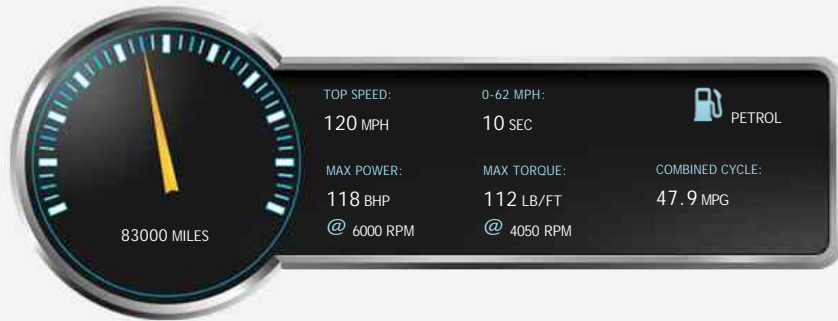 TOP SPEED:
120 MPH
0-62 MPH:
10 SEC
PETROL
MAX POWER:
118 BHP
@ 6000 RPM
MAX TORQUE:
112 LB/FT
@ 4050 RPM
COMBINED CYCLE:
47.9 MPG
83000 MILES